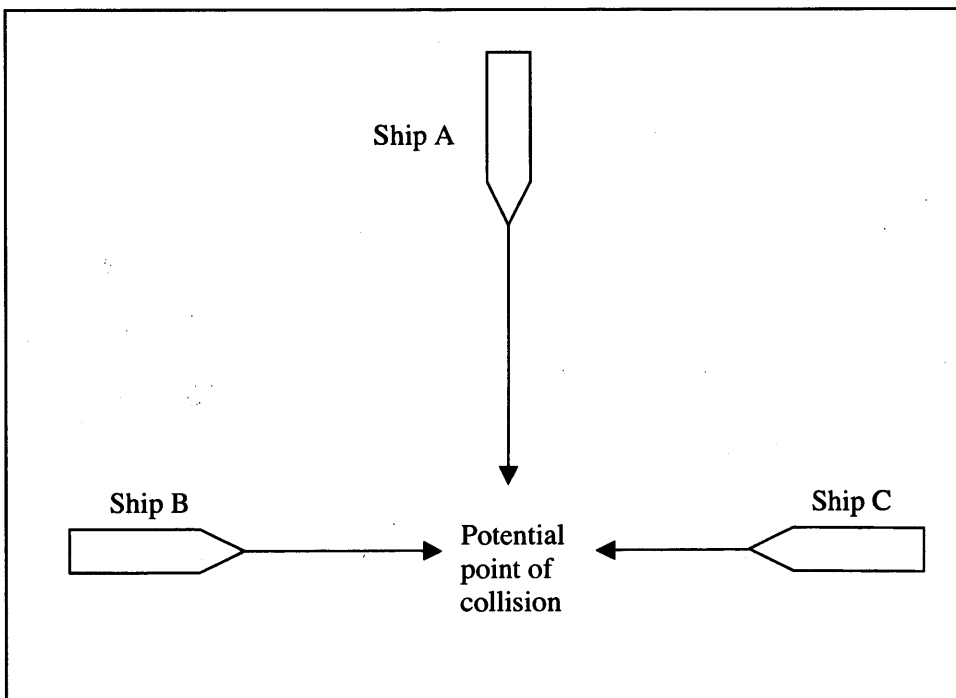 Ship A
Ship B
Ship C
Potential
point of
collision